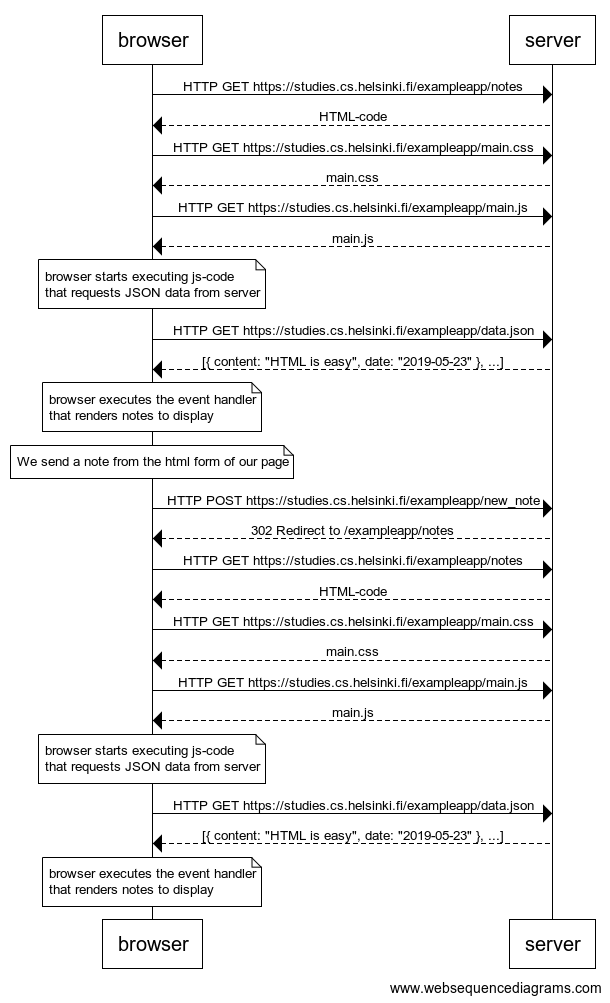 browser
server
HTTP GET https://studies.cs.helsinki.fi/exampleapp/notes
HTML-code
HTTP GET https://studies.cs.helsinki.fi/exampleapp/main.css
main.css
HTTP GET https://studies.cs.helsinki.fi/exampleapp/main.js
main.js
browser starts executing js-code
that requests JSON data from server
HTTP GET https://studies.cs.helsinki.fi/exampleapp/data.json
[{ content: "HTML is easy", date: "2019-05-23" }, ...]
browser executes the event handler
that renders notes to display
We send a note from the html form of our page
HTTP POST https://studies.cs.helsinki.fi/exampleapp/new_note
302 Redirect to /exampleapp/notes
HTTP GET https://studies.cs.helsinki.fi/exampleapp/notes
HTML-code
HTTP GET https://studies.cs.helsinki.fi/exampleapp/main.css
main.css
HTTP GET https://studies.cs.helsinki.fi/exampleapp/main.js
main.js
browser starts executing js-code
that requests JSON data from server
HTTP GET https://studies.cs.helsinki.fi/exampleapp/data.json
[{ content: "HTML is easy", date: "2019-05-23" }, ...]
browser executes the event handler
that renders notes to display
browser
server
www.websequencediagrams.com